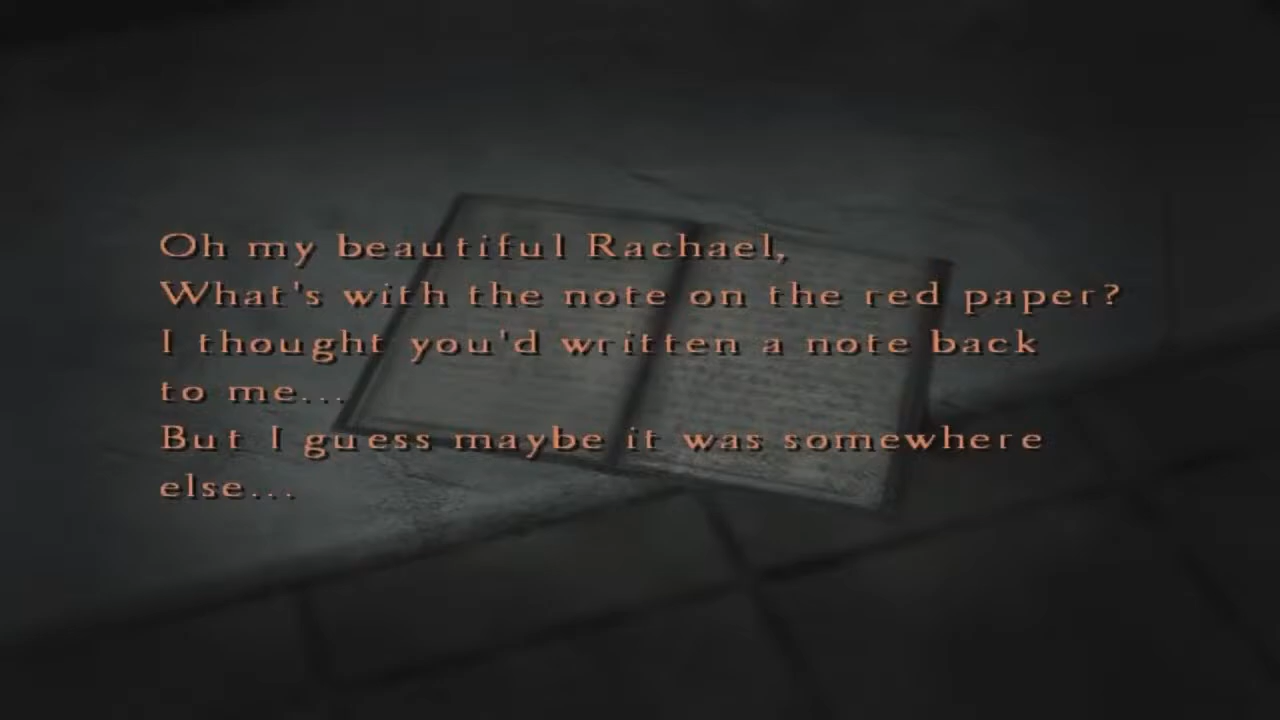 Oh my beautiful Rachael,
What's with the note on the red paper?
I thought you'd written a note back
to me...
But I guess maybe it was somewhere
else...